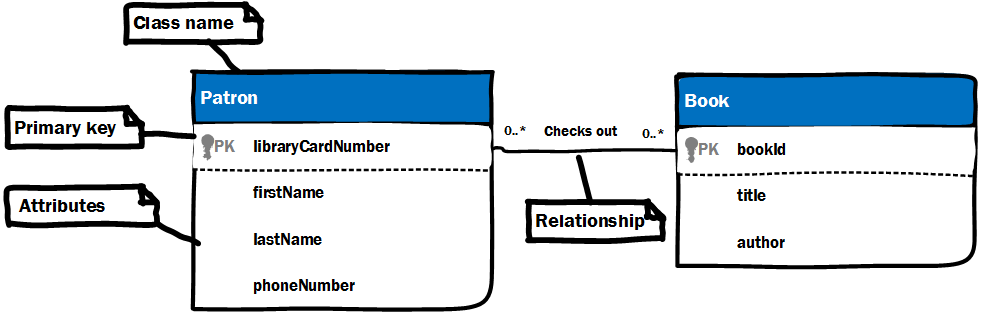 Class name
Patron
Book
Primary key
PK libraryCardNumber
0..* Checks out 0..*
PK bookId
Attributes
firstName
lastName
phoneNumber
Relationship
title
author